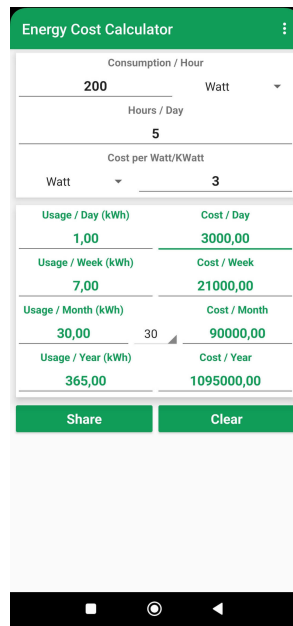 Energy Cost Calculator
Consumption / Hour
200 Watt
Hours / Day
5
Cost per Watt/KWatt
Watt 3
Usage / Day (kWh) Cost / Day
1,00 3000,00
Usage / Week (kWh) Cost / Week
7,00 21000,00
Usage / Month (kWh) Cost / Month
30,00 30 90000,00
Usage / Year (kWh) Cost / Year
365,00 1095000,00
Share Clear